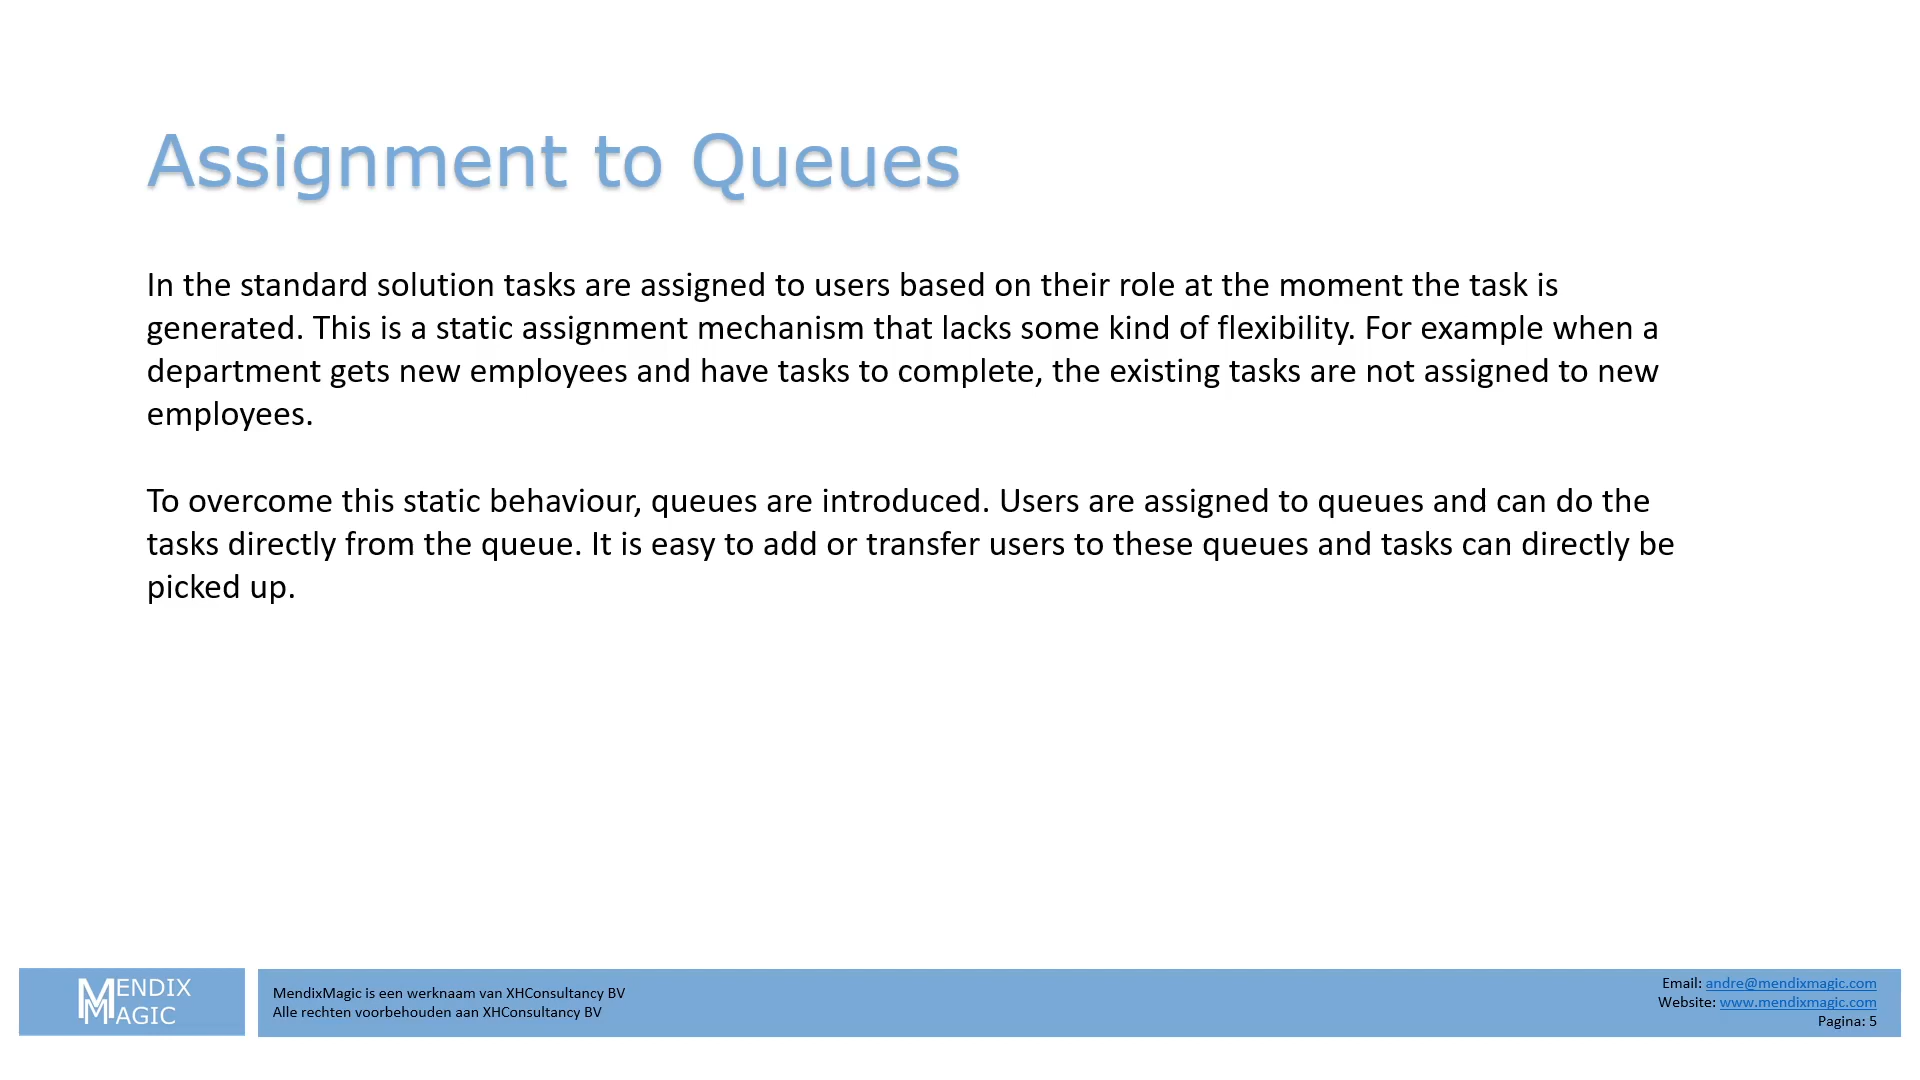 Assignment to Queues
In the standard solution tasks are assigned to users based on their role at the moment the task is
generated. This is a static assignment mechanism that lacks some kind of flexibility. For example when a
department gets new employees and have tasks to complete, the existing tasks are not assigned to new
employees.
To overcome this static behaviour, queues are introduced. Users are assigned to queues and can do the
tasks directly from the queue. It is easy to add or transfer users to these queues and tasks can directly be
picked up.
MENDIX
MAGIC
MendixMagic is een werknaam van XHConsultancy BV
Alle rechten voorbehouden aan XHConsultancy BV
Email: andre@mendixmagic.com
Website: www.mendixmagic.com
Pagina: 5